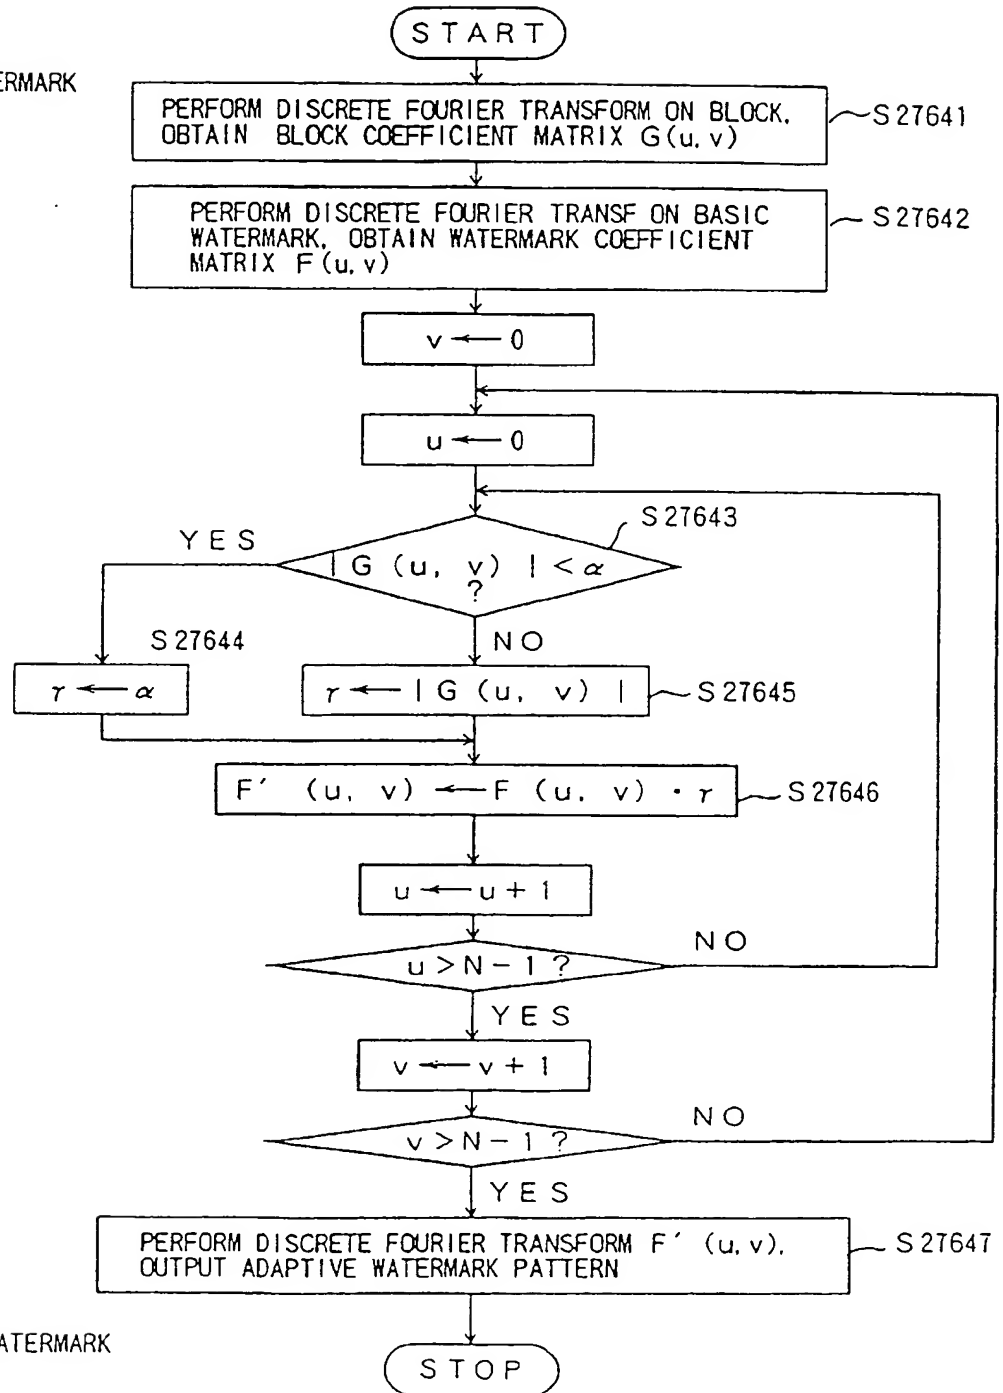 START
ERMARK
PERFORM DISCRETE FOURIER TRANSFORM ON BLOCK,
OBTAIN BLOCK COEFFICIENT MATRIX G(u,v)
S27641
PERFORM DISCRETE FOURIER TRANSF ON BASIC
WATERMARK, OBTAIN WATERMARK COEFFICIENT
MATRIX F(u,v)
S27642
v ← 0
u ← 0
S27643
YES
| G (u, v) | < α
?
NO
S27644
r ← α
r ← | G (u, v) |
S27645
F' (u, v) ← F (u, v) · r
S27646
u ← u + 1
u > N - 1 ?
NO
YES
v ← v + 1
v > N - 1 ?
NO
YES
PERFORM DISCRETE FOURIER TRANSFORM F' (u,v),
OUTPUT ADAPTIVE WATERMARK PATTERN
S27647
ATERMARK
STOP